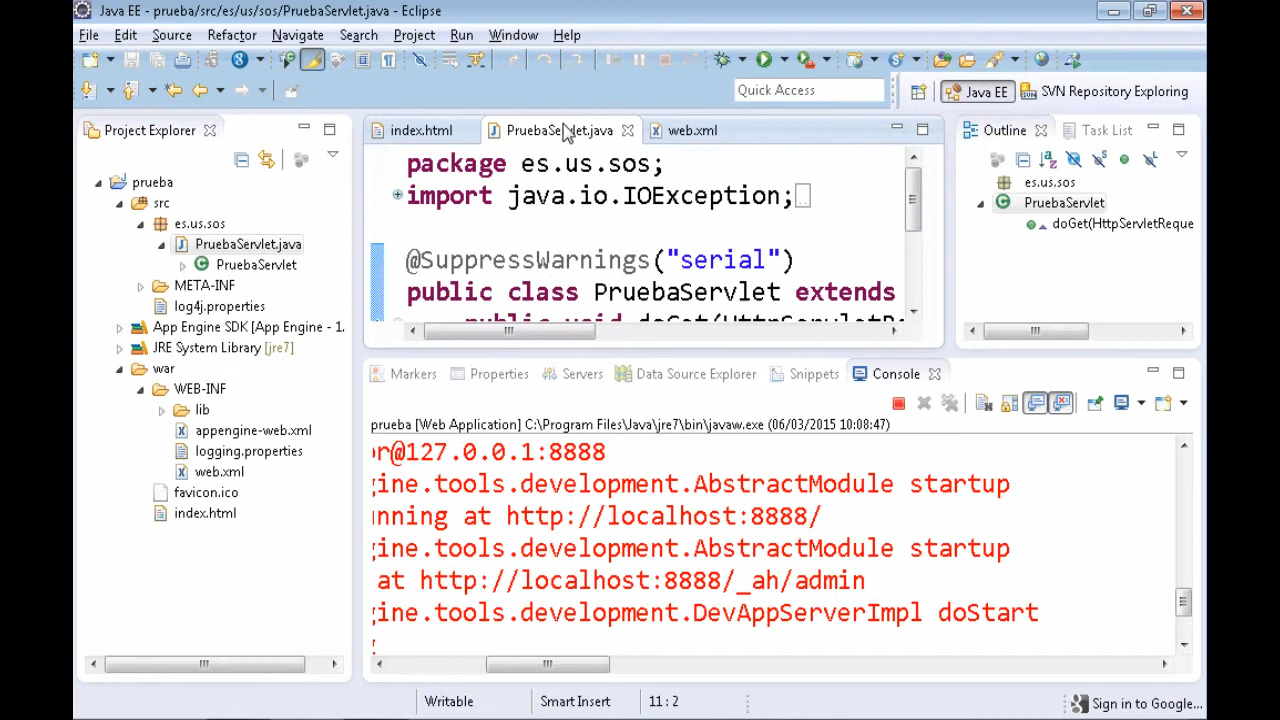 Java EE - prueba/src/es/us/sos/PruebaServlet.java - Eclipse
File Edit Source Refactor Navigate Search Project Run Window Help
Quick Access
Java EE
SVN Repository Exploring
Project Explorer
prueba
src
es.us.sos
PruebaServlet.java
PruebaServlet
META-INF
log4j.properties
App Engine SDK [App Engine - 1.
JRE System Library [jre7]
war
WEB-INF
lib
appengine-web.xml
logging.properties
web.xml
favicon.ico
index.html
index.html PruebaServlet.java web.xml
package es.us.sos;
import java.io.IOException;
@SuppressWarnings("serial")
public class PruebaServlet extends
public void doGet(HttpServletRe
Outline Task List
es.us.sos
PruebaServlet
doGet(HttpServletReque
Markers Properties Servers Data Source Explorer Snippets Console
prueba [Web Application] C:\Program Files\Java\jre7\bin\javaw.exe (06/03/2015 10:08:47)
or@127.0.0.1:8888
gine.tools.development.AbstractModule startup
unning at http://localhost:8888/
gine.tools.development.AbstractModule startup
at http://localhost:8888/_ah/admin
gine.tools.development.DevAppServerImpl doStart
Writable Smart Insert 11 : 2
Sign in to Google...